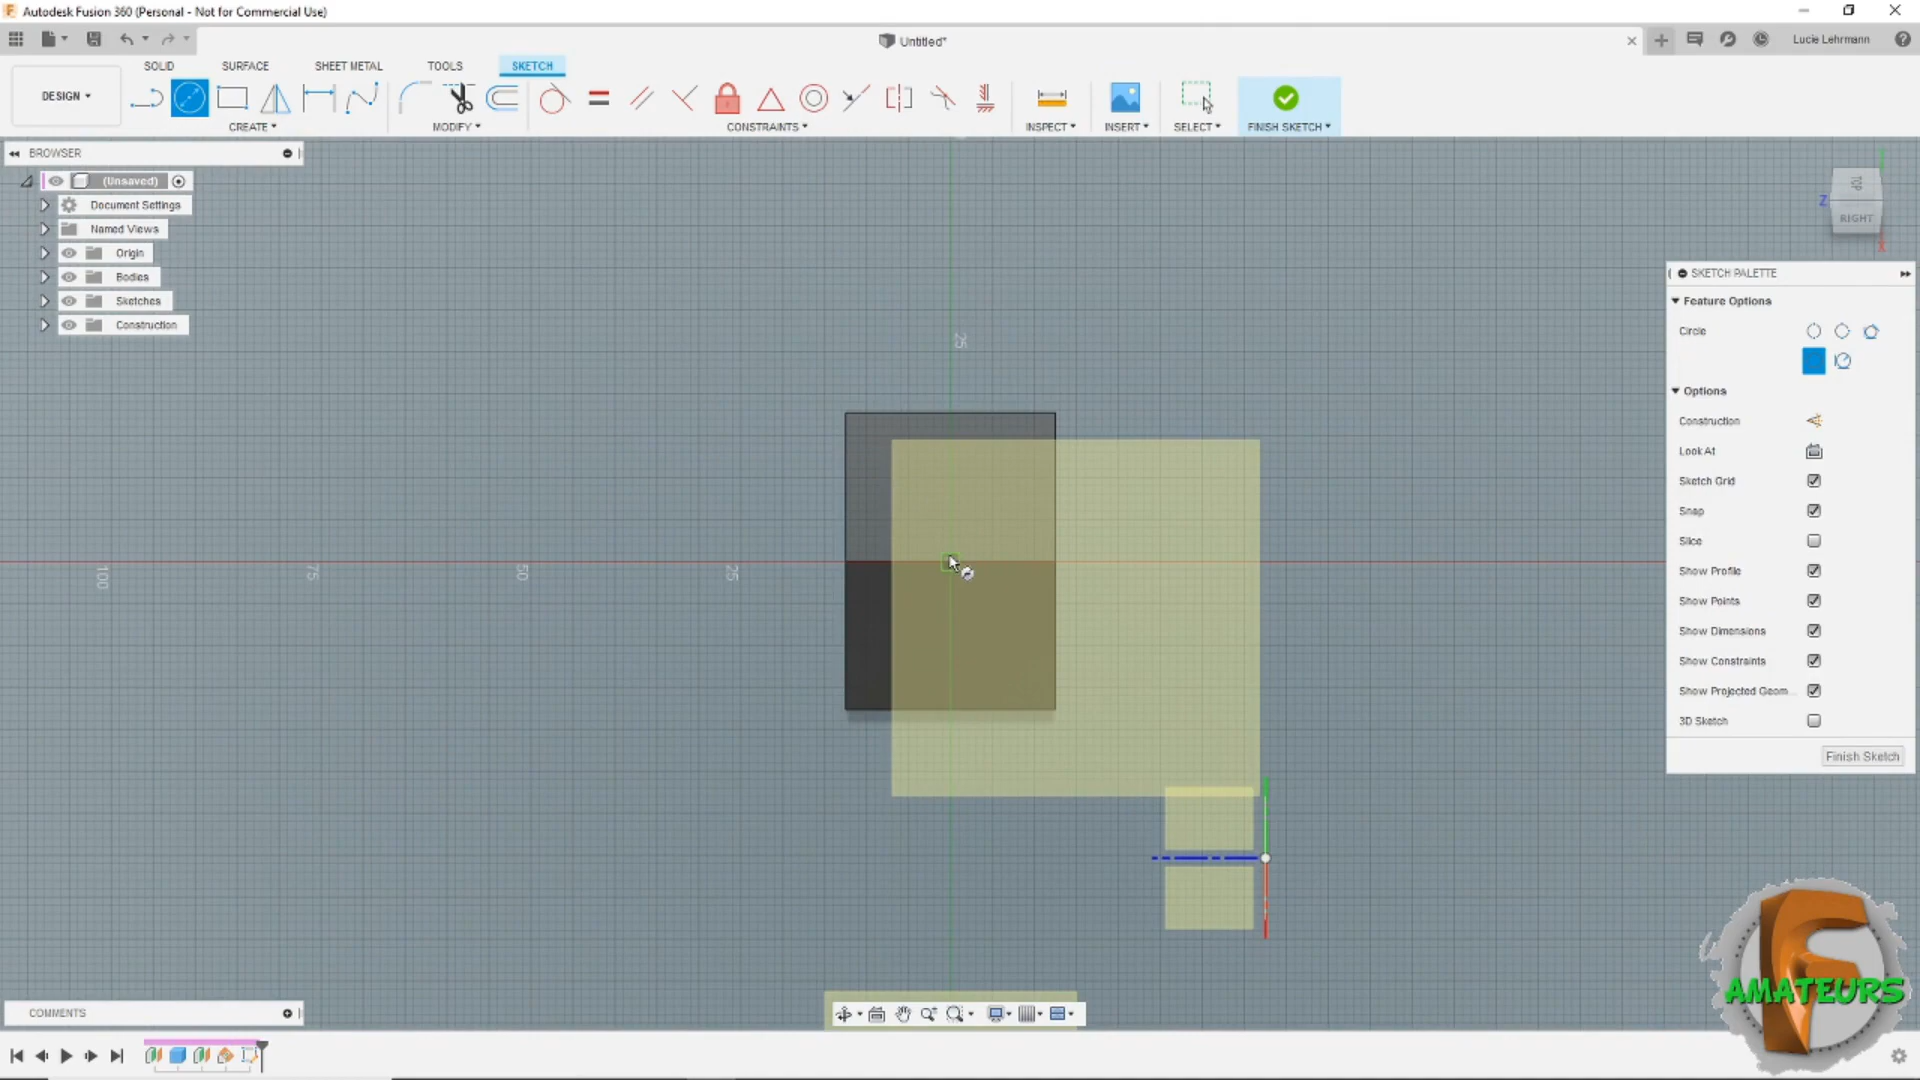 Autodesk Fusion 360 (Personal - Not for Commercial Use)
Untitled*
Lucie Lehrmann
SOLID SURFACE SHEET METAL TOOLS SKETCH
DESIGN
CREATE MODIFY CONSTRAINTS INSPECT INSERT SELECT FINISH SKETCH
BROWSER
(Unsaved)
Document Settings
Named Views
Origin
Bodies
Sketches
Construction
TOP
Z
RIGHT
X
SKETCH PALETTE
Feature Options
Circle
Options
Construction
Look At
Sketch Grid
Snap
Slice
Show Profile
Show Points
Show Dimensions
Show Constraints
Show Projected Geom...
3D Sketch
Finish Sketch
25
100 75 50 25
COMMENTS
F
AMATEURS